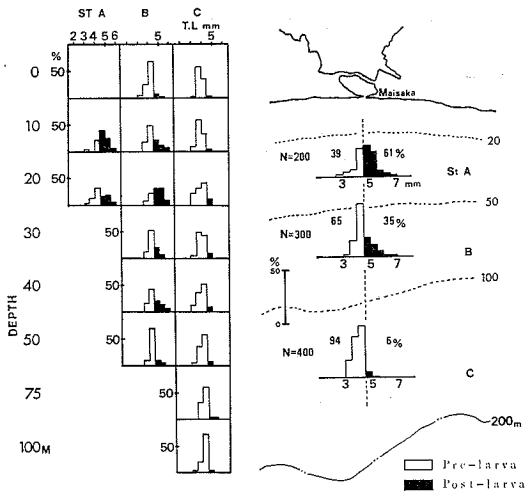 ST A B C
T.L mm
2 3 4 5 6 5 5
%
0 50
10 50
20 50
30 50
40 50
50 50
75 50
100M 50
DEPTH
Maisaka
20
N=200 39 61%
St A
3 5 7 mm
50
N=300 65 35%
B
3 5 7
%
50
0
100
N=400 94 6%
C
3 5 7
200m
Pre-larva
Post-larva